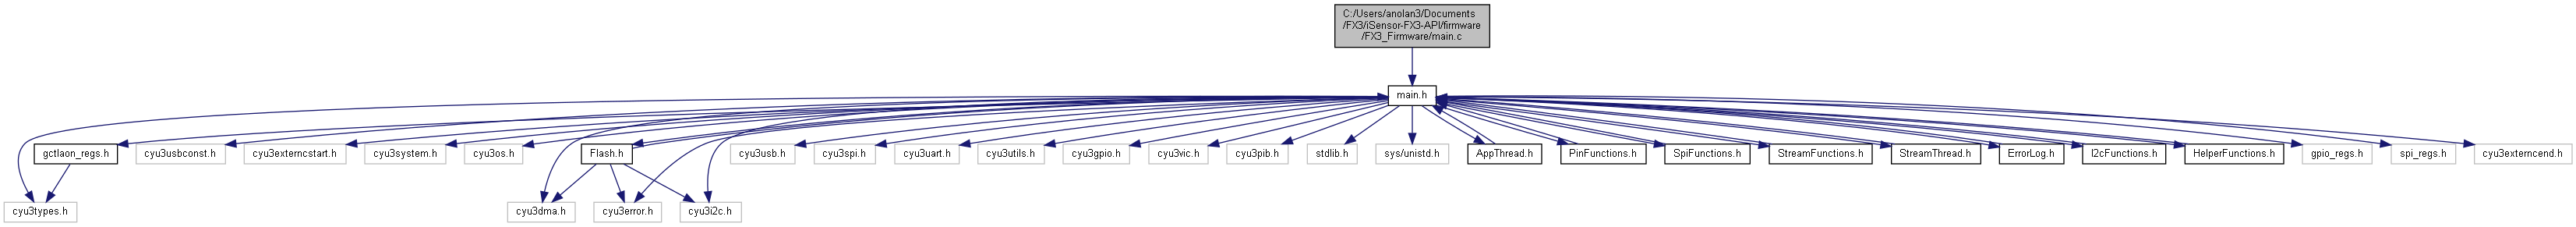 C:/Users/anolan3/Documents
/FX3/iSensor-FX3-API/firmware
/FX3_Firmware/main.c
main.h
gctlaon_regs.h
cyu3usbconst.h
cyu3externcstart.h
cyu3system.h
cyu3os.h
Flash.h
cyu3usb.h
cyu3spi.h
cyu3uart.h
cyu3utils.h
cyu3gpio.h
cyu3vic.h
cyu3pib.h
stdlib.h
sys/unistd.h
AppThread.h
PinFunctions.h
SpiFunctions.h
StreamFunctions.h
StreamThread.h
ErrorLog.h
I2cFunctions.h
HelperFunctions.h
gpio_regs.h
spi_regs.h
cyu3externcend.h
cyu3types.h
cyu3dma.h
cyu3error.h
cyu3i2c.h